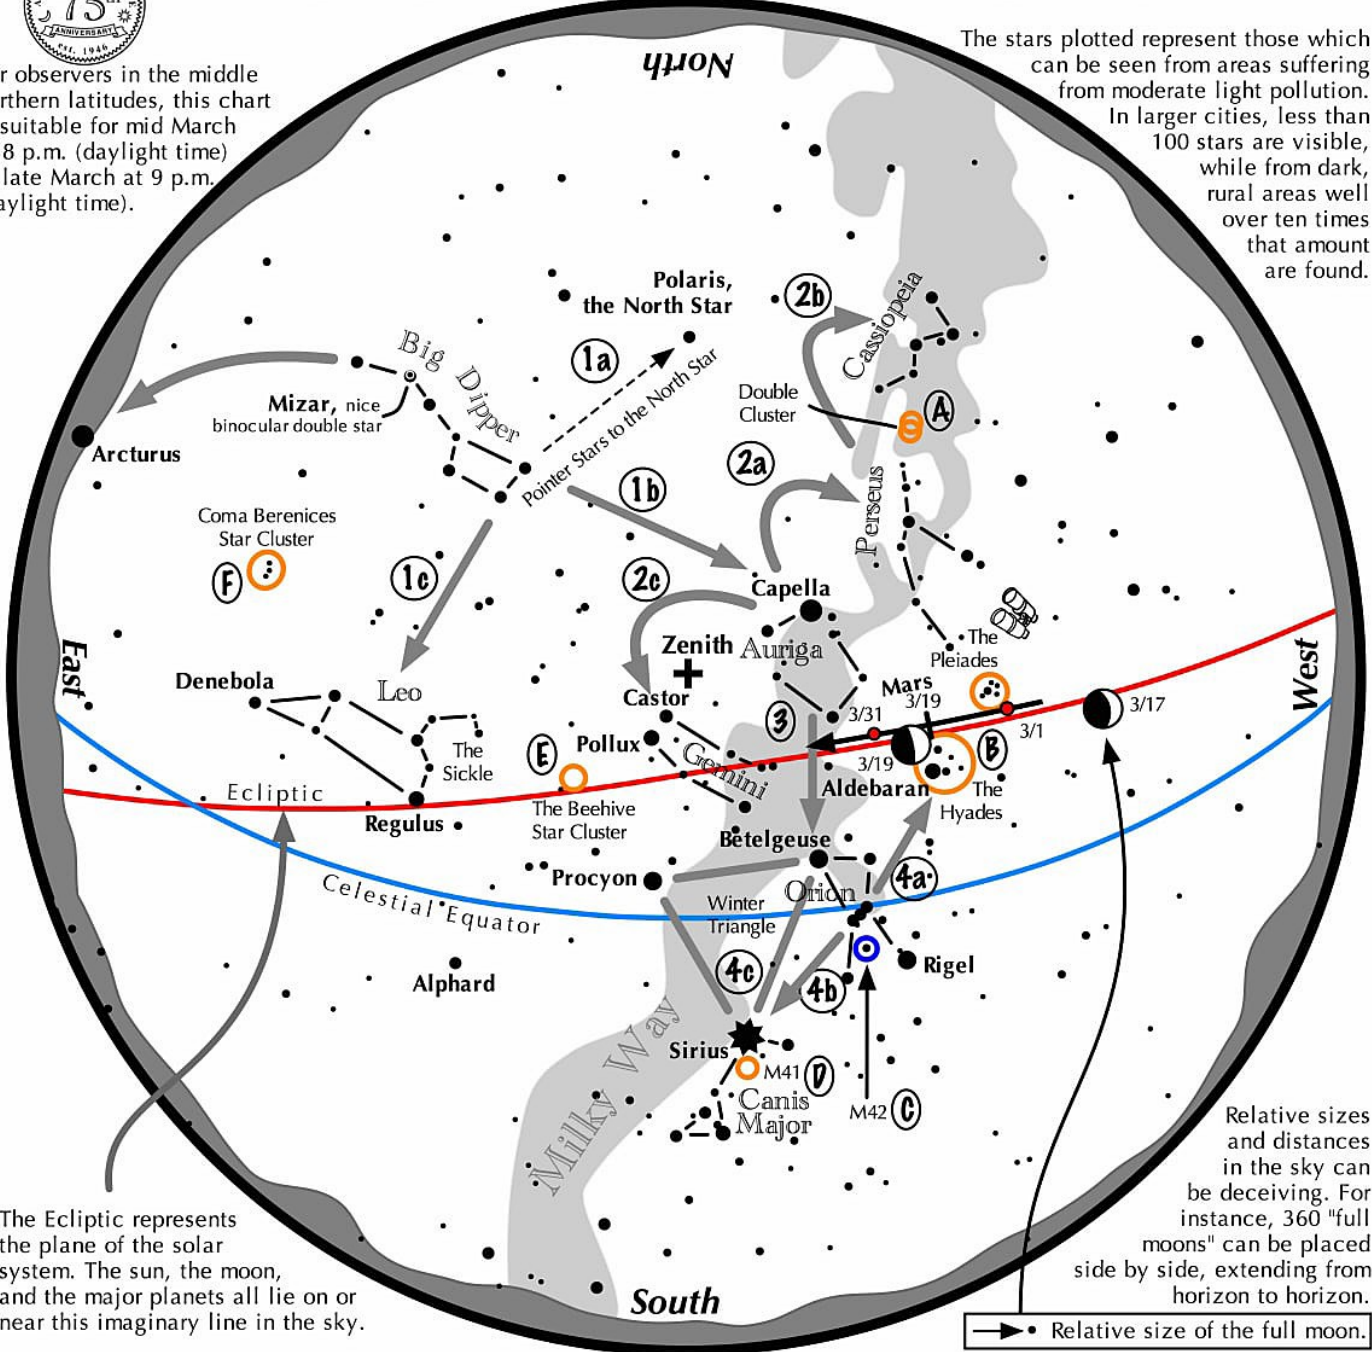 75
ANNIVERSARY
est. 1946
r observers in the middle
rthern latitudes, this chart
suitable for mid March
8 p.m. (daylight time)
late March at 9 p.m.
aylight time).
The stars plotted represent those which
can be seen from areas suffering
from moderate light pollution.
In larger cities, less than
100 stars are visible,
while from dark,
rural areas well
over ten times
that amount
are found.
North
Polaris,
the North Star
2b
Cassiopeia
1a
Big Dipper
Pointer Stars to the North Star
Mizar, nice
binocular double star
Double
Cluster
A
Arcturus
2a
1b
Perseus
Coma Berenices
Star Cluster
F
1c
2c
Capella
Zenith
Auriga
The
Pleiades
East
West
Denebola
Leo
Castor
Mars
3/19
3/17
3
3/31
3/1
The
Sickle
E
Pollux
Gemini
3/19
B
Aldebaran
The
Hyades
Ecliptic
The Beehive
Star Cluster
Regulus
Betelgeuse
Procyon
4a
Orion
Celestial Equator
Winter
Triangle
Alphard
4c
4b
Rigel
Milky Way
Sirius
M41
D
Canis
Major
M42
C
The Ecliptic represents
the plane of the solar
system. The sun, the moon,
and the major planets all lie on or
near this imaginary line in the sky.
South
Relative sizes
and distances
in the sky can
be deceiving. For
instance, 360 "full
moons" can be placed
side by side, extending from
horizon to horizon.
Relative size of the full moon.